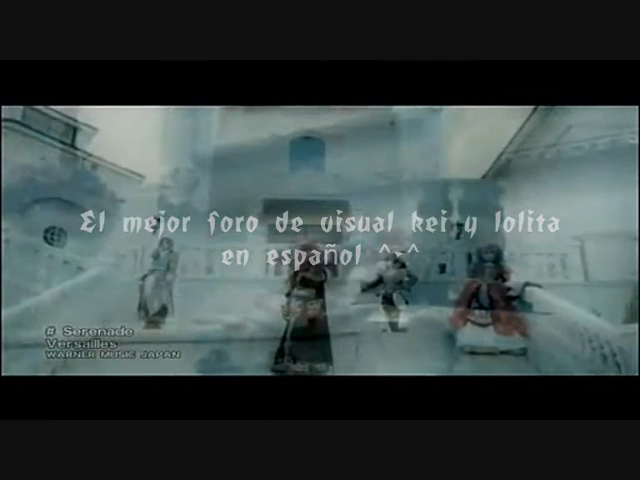 El mejor foro de visual kei y lolita
en español ^-^
# Serenade
Versailles
WARNER MUSIC JAPAN